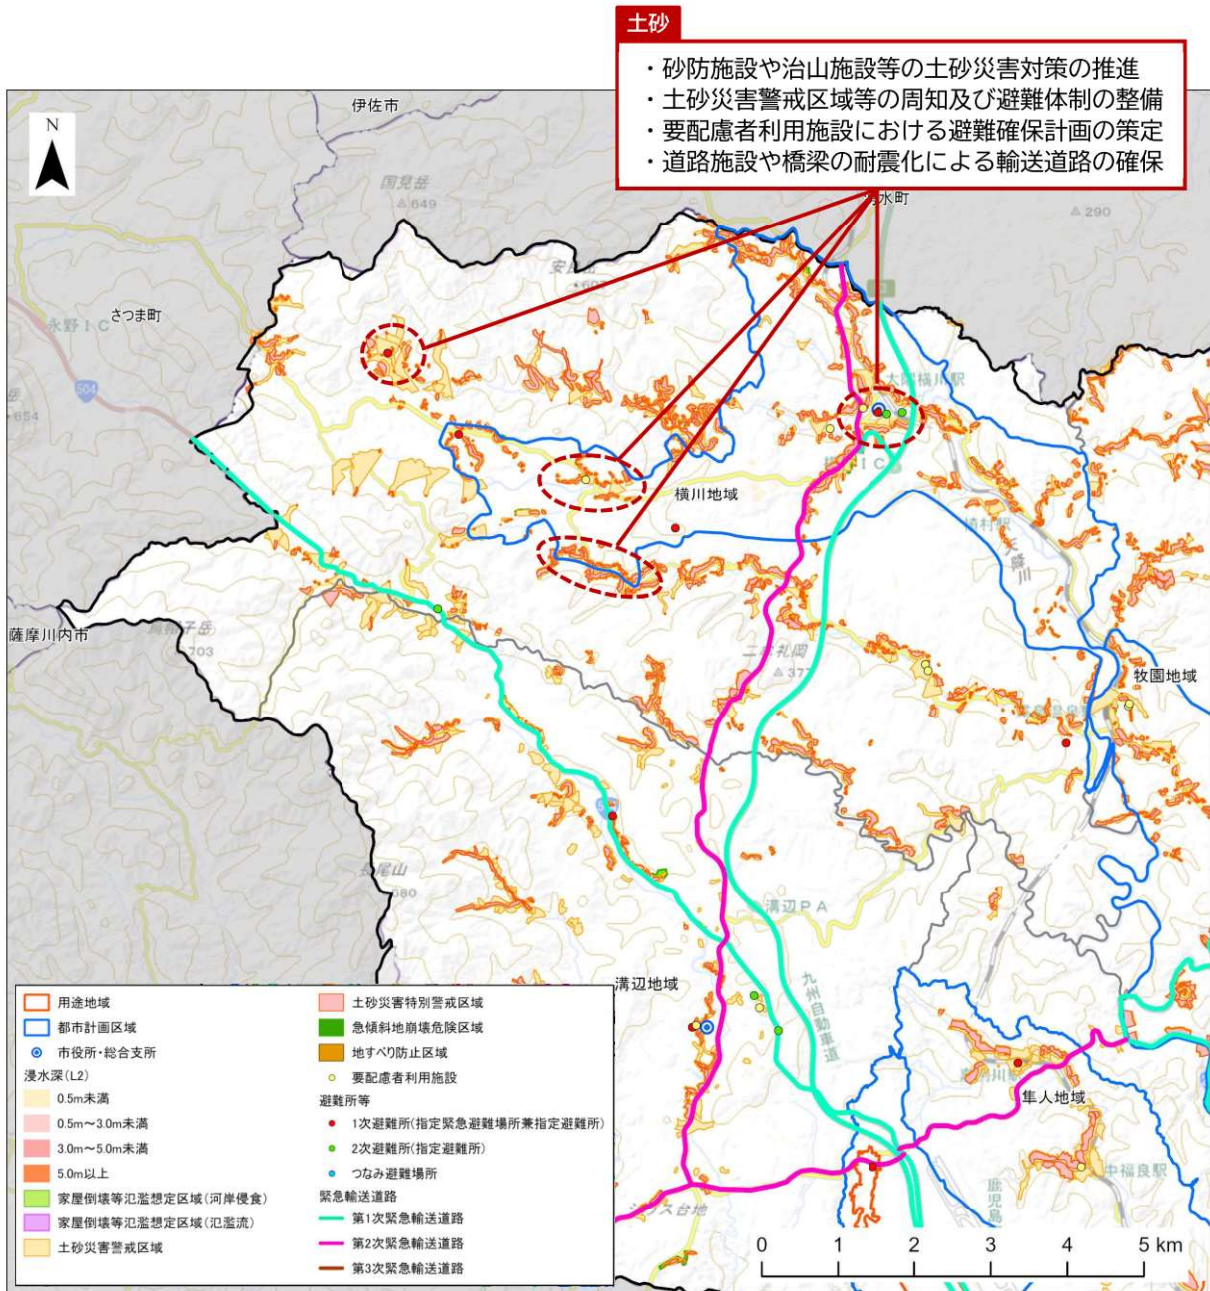 土砂
・砂防施設や治山施設等の土砂災害対策の推進
・土砂災害警戒区域等の周知及び避難体制の整備
・要配慮者利用施設における避難確保計画の策定
・道路施設や橋梁の耐震化による輸送道路の確保
伊佐市
N
国見岳
649
290
さつま町
永野IC
504
654
大隅横川駅
横川地域
植村駅
天降川
薩摩川内市
703
377
牧園地域
680
溝辺PA
溝辺地域
九州自動車道
隼人地域
中福良駅
鹿児島
0 1 2 3 4 5 km
用途地域
都市計画区域
市役所・総合支所
浸水深(L2)
0.5m未満
0.5m～3.0m未満
3.0m～5.0m未満
5.0m以上
家屋倒壊等氾濫想定区域(河岸侵食)
家屋倒壊等氾濫想定区域(氾濫流)
土砂災害警戒区域
土砂災害特別警戒区域
急傾斜地崩壊危険区域
地すべり防止区域
要配慮者利用施設
避難所等
1次避難所(指定緊急避難場所兼指定避難所)
2次避難所(指定避難所)
つなみ避難場所
緊急輸送道路
第1次緊急輸送道路
第2次緊急輸送道路
第3次緊急輸送道路